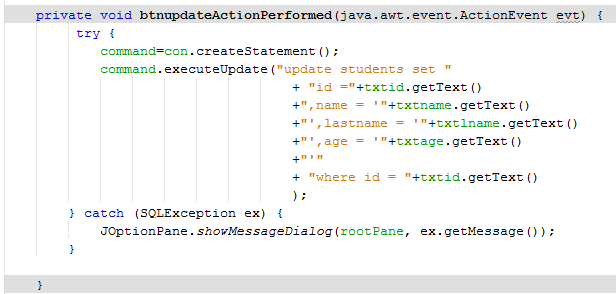 private void btnupdateActionPerformed(java.awt.event.ActionEvent evt) {
try {
command=con.createStatement();
command.executeUpdate("update students set "
+ "id ="+txtid.getText()
+",name = '"+txtname.getText()
+"',lastname = '"+txtlname.getText()
+"',age = '"+txtage.getText()
+"'"
+ "where id = "+txtid.getText()
);
} catch (SQLException ex) {
JOptionPane.showMessageDialog(rootPane, ex.getMessage());
}
}